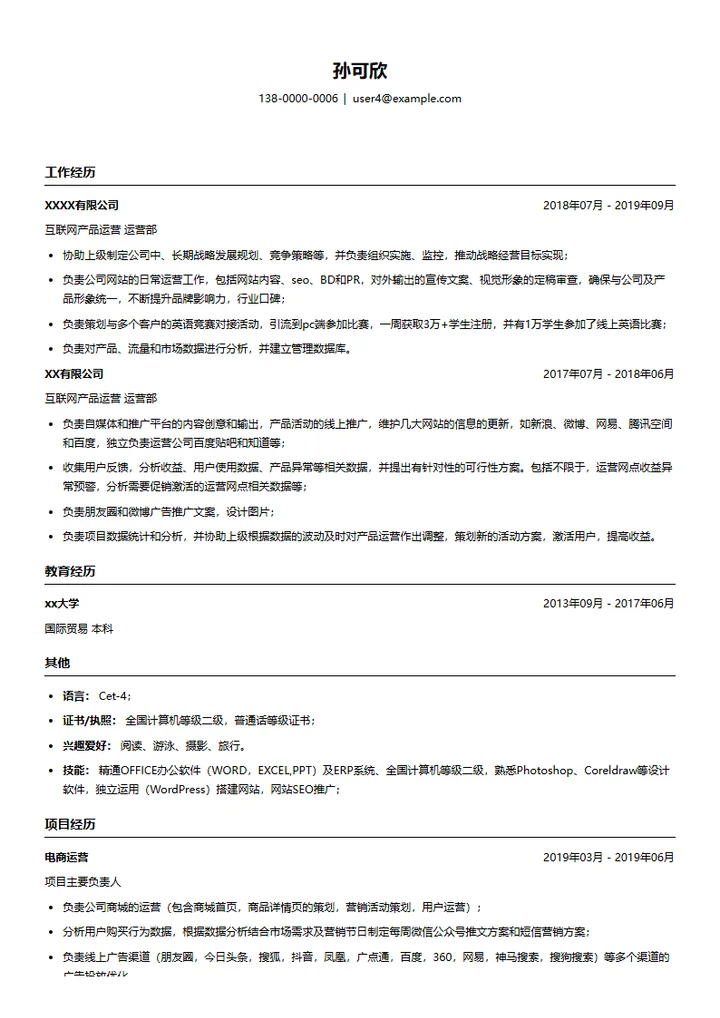 孙可欣
138-0000-0006 | user4@example.com
工作经历
XXXX有限公司 2018年07月 - 2019年09月
互联网产品运营 运营部
• 协助上级制定公司中、长期战略发展规划、竞争策略等，并负责组织实施、监控，推动战略经营目标实现；
• 负责公司网站的日常运营工作，包括网站内容、seo、BD和PR，对外输出的宣传文案、视觉形象的定稿审查，确保与公司及产
品形象统一，不断提升品牌影响力，行业口碑；
• 负责策划与多个客户的英语竞赛对接活动，引流到pc端参加比赛，一周获取3万+学生注册，并有1万学生参加了线上英语比赛；
• 负责对产品、流量和市场数据进行分析，并建立管理数据库。
XX有限公司 2017年07月 - 2018年06月
互联网产品运营 运营部
• 负责自媒体和推广平台的内容创意和输出，产品活动的线上推广，维护几大网站的信息的更新，如新浪、微博、网易、腾讯空间
和百度，独立负责运营公司百度贴吧和知道等；
• 收集用户反馈，分析收益、用户使用数据、产品异常等相关数据，并提出有针对性的可行性方案。包括不限于，运营网点收益异
常预警，分析需要促销激活的运营网点相关数据等；
• 负责朋友圈和微博广告推广文案，设计图片；
• 负责项目数据统计和分析，并协助上级根据数据的波动及时对产品运营作出调整，策划新的活动方案，激活用户，提高收益。
教育经历
xx大学 2013年09月 - 2017年06月
国际贸易 本科
其他
• 语言： Cet-4；
• 证书/执照： 全国计算机等级二级，普通话等级证书；
• 兴趣爱好： 阅读、游泳、摄影、旅行。
• 技能： 精通OFFICE办公软件（WORD，EXCEL,PPT）及ERP系统、全国计算机等级二级，熟悉Photoshop、Coreldraw等设计
软件，独立运用（WordPress）搭建网站，网站SEO推广；
项目经历
电商运营 2019年03月 - 2019年06月
项目主要负责人
• 负责公司商城的运营（包含商城首页，商品详情页的策划，营销活动策划，用户运营）；
• 分析用户购买行为数据，根据数据分析结合市场需求及营销节日制定每周微信公众号推文方案和短信营销方案；
• 负责线上广告渠道（朋友圈，今日头条，搜狐，抖音，凤凰，广点通，百度，360，网易，神马搜索，搜狗搜索）等多个渠道的